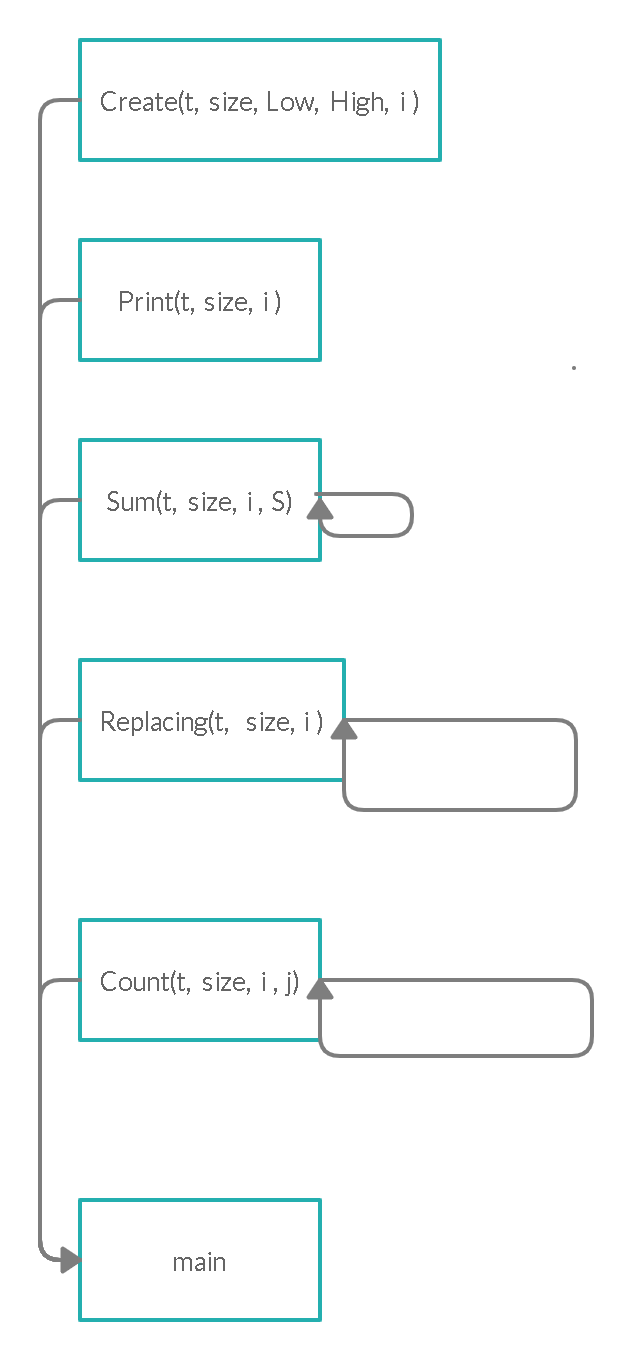 Create(t, size, Low, High, i)
Print(t, size, i)
Sum(t, size, i, S)
Replacing(t, size, i)
Count(t, size, i, j)
main